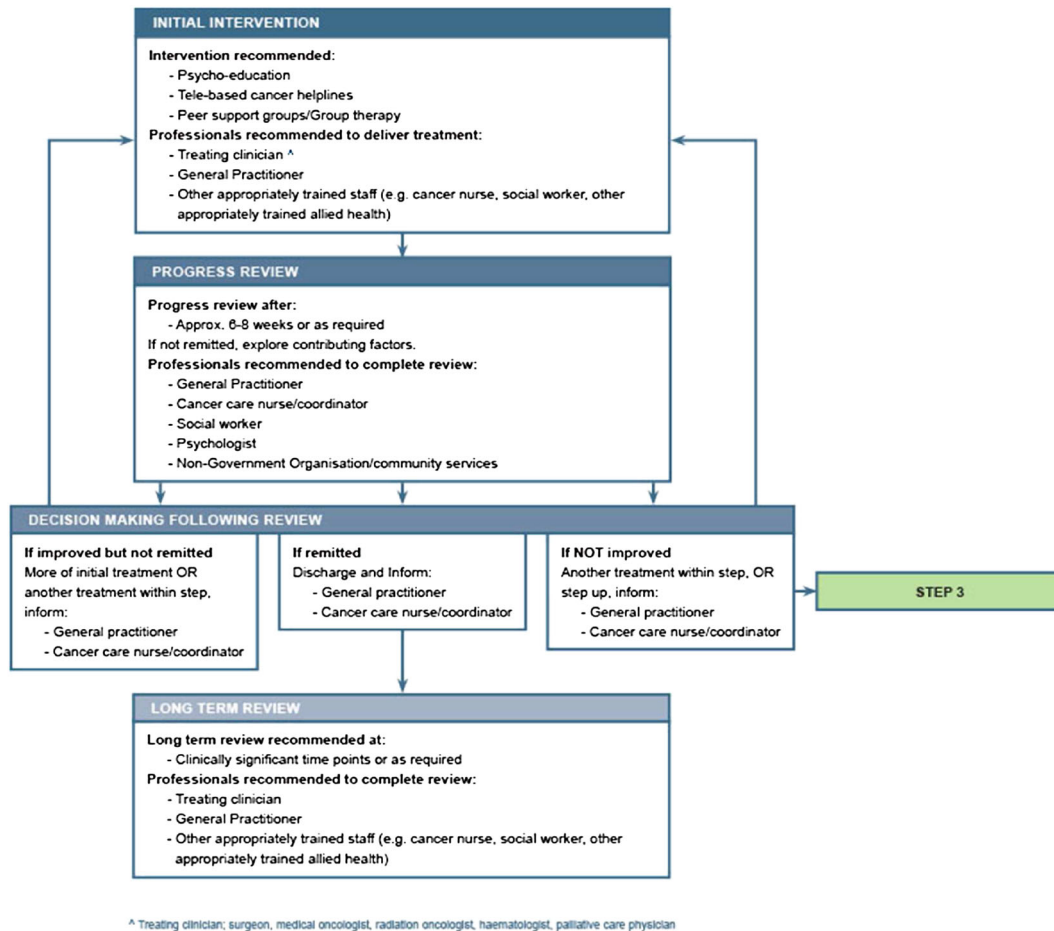 INITIAL INTERVENTION
Intervention recommended:
- Psycho-education
- Tele-based cancer helplines
- Peer support groups/Group therapy
Professionals recommended to deliver treatment:
- Treating clinician ^
- General Practitioner
- Other appropriately trained staff (e.g. cancer nurse, social worker, other
appropriately trained allied health)
PROGRESS REVIEW
Progress review after:
- Approx. 6-8 weeks or as required
If not remitted, explore contributing factors.
Professionals recommended to complete review:
- General Practitioner
- Cancer care nurse/coordinator
- Social worker
- Psychologist
- Non-Government Organisation/community services
DECISION MAKING FOLLOWING REVIEW
If improved but not remitted
More of initial treatment OR
another treatment within step,
inform:
- General practitioner
- Cancer care nurse/coordinator
If remitted
Discharge and Inform:
- General practitioner
- Cancer care nurse/coordinator
If NOT improved
Another treatment within step, OR
step up, inform:
- General practitioner
- Cancer care nurse/coordinator
STEP 3
LONG TERM REVIEW
Long term review recommended at:
- Clinically significant time points or as required
Professionals recommended to complete review:
- Treating clinician
- General Practitioner
- Other appropriately trained staff (e.g. cancer nurse, social worker, other
appropriately trained allied health)
^ Treating clinician; surgeon, medical oncologist, radiation oncologist, haematologist, palliative care physician